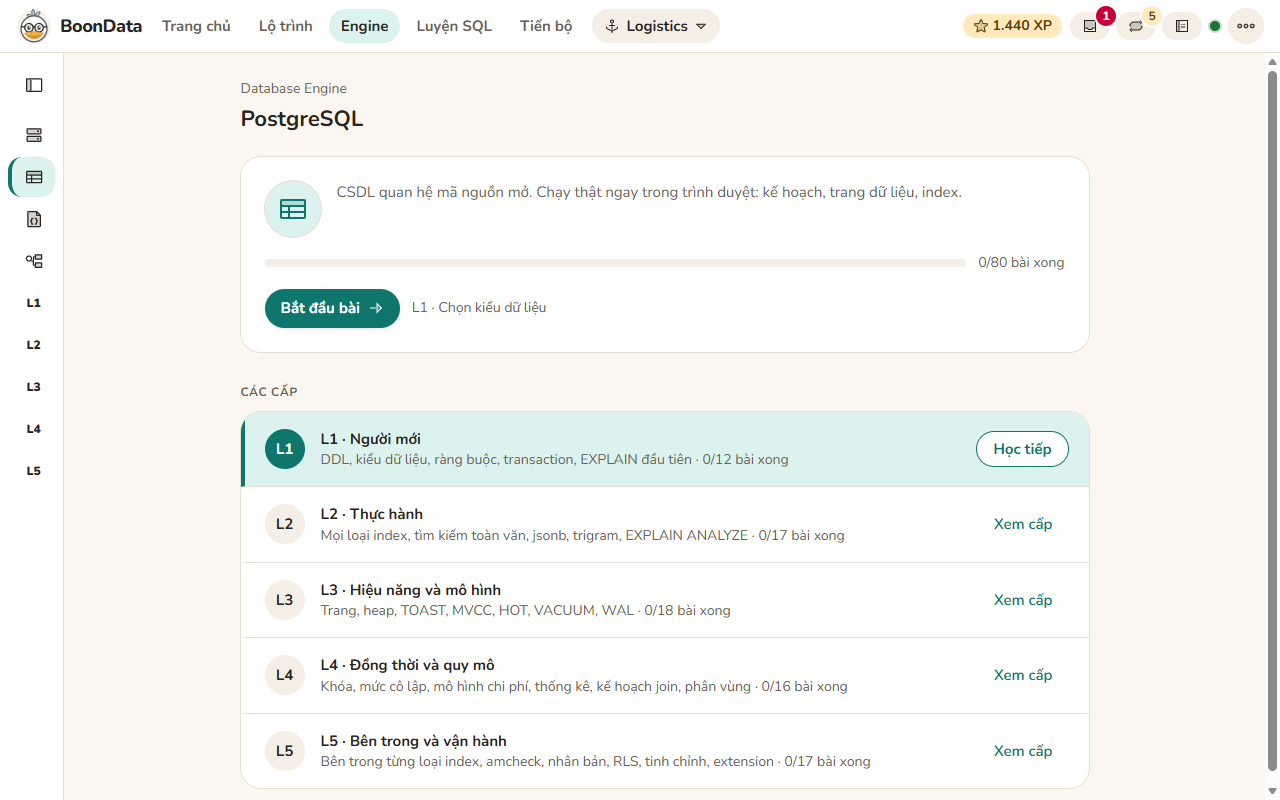 BoonData
Trang chủ
Lộ trình
Engine
Luyện SQL
Tiến bộ
Logistics
1.440 XP
1
5
L1
L2
L3
L4
L5
Database Engine
PostgreSQL
CSDL quan hệ mã nguồn mở. Chạy thật ngay trong trình duyệt: kế hoạch, trang dữ liệu, index.
0/80 bài xong
Bắt đầu bài
L1 · Chọn kiểu dữ liệu
CÁC CẤP
L1
L1 · Người mới
DDL, kiểu dữ liệu, ràng buộc, transaction, EXPLAIN đầu tiên · 0/12 bài xong
Học tiếp
L2
L2 · Thực hành
Mọi loại index, tìm kiếm toàn văn, jsonb, trigram, EXPLAIN ANALYZE · 0/17 bài xong
Xem cấp
L3
L3 · Hiệu năng và mô hình
Trang, heap, TOAST, MVCC, HOT, VACUUM, WAL · 0/18 bài xong
Xem cấp
L4
L4 · Đồng thời và quy mô
Khóa, mức cô lập, mô hình chi phí, thống kê, kế hoạch join, phân vùng · 0/16 bài xong
Xem cấp
L5
L5 · Bên trong và vận hành
Bên trong từng loại index, amcheck, nhân bản, RLS, tinh chỉnh, extension · 0/17 bài xong
Xem cấp